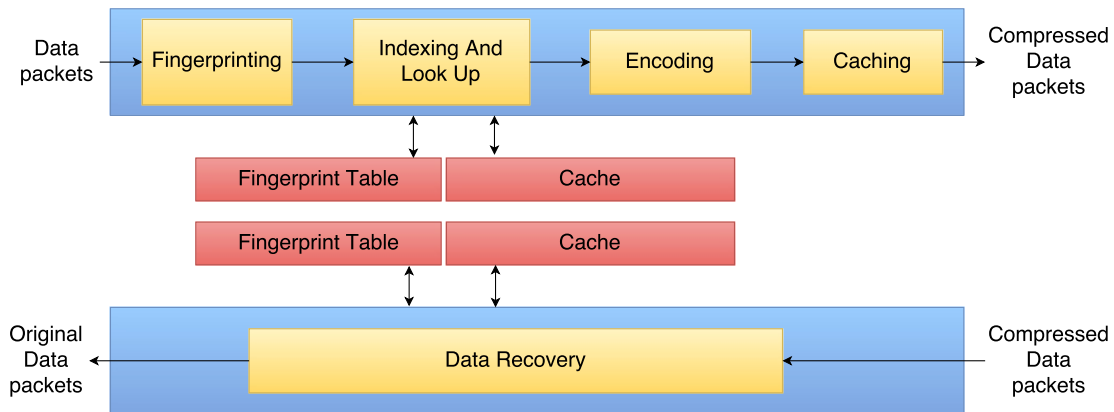 Data
packets
Fingerprinting
Indexing And
Look Up
Encoding
Caching
Compressed
Data
packets
Fingerprint Table
Cache
Fingerprint Table
Cache
Original
Data
packets
Data Recovery
Compressed
Data
packets